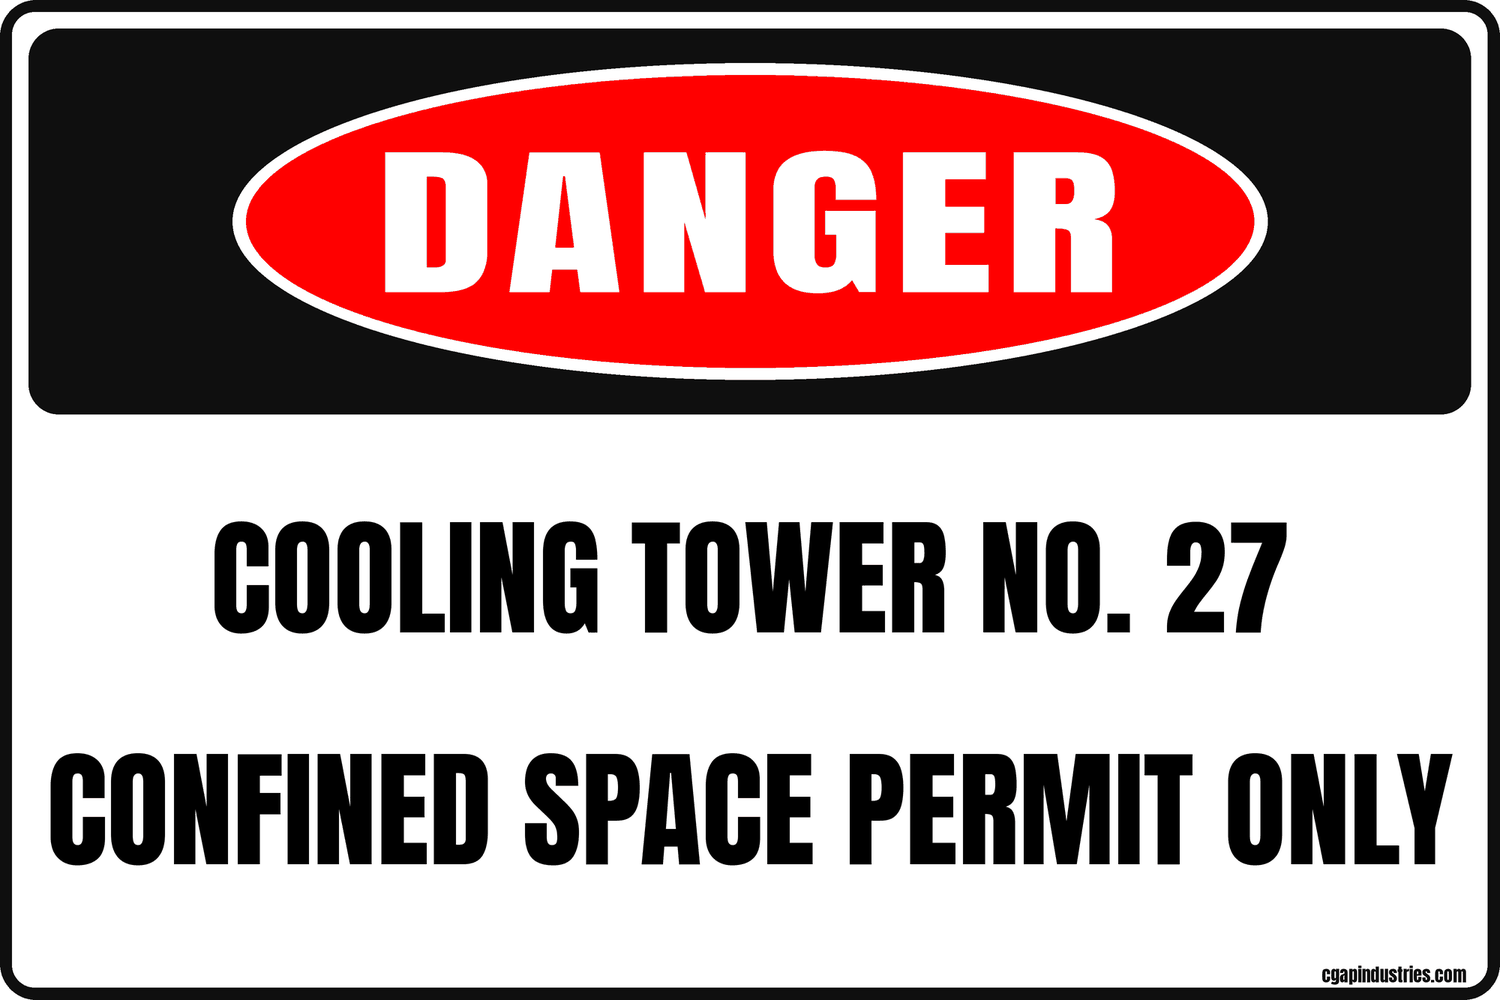 DANGER
COOLING TOWER NO. 27
CONFINED SPACE PERMIT ONLY
cgapindustries.com